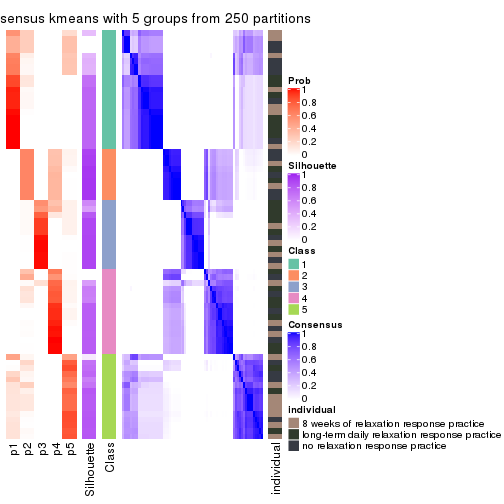 sensus kmeans with 5 groups from 250 partitions
Prob
1
0.8
0.6
0.4
0.2
0
Silhouette
1
0.8
0.6
0.4
0.2
0
Class
1
2
3
4
5
Consensus
1
0.8
0.6
0.4
0.2
0
individual
8 weeks of relaxation response practice
long-term daily relaxation response practice
no relaxation response practice
p1
p2
p3
p4
p5
Silhouette
Class
individual